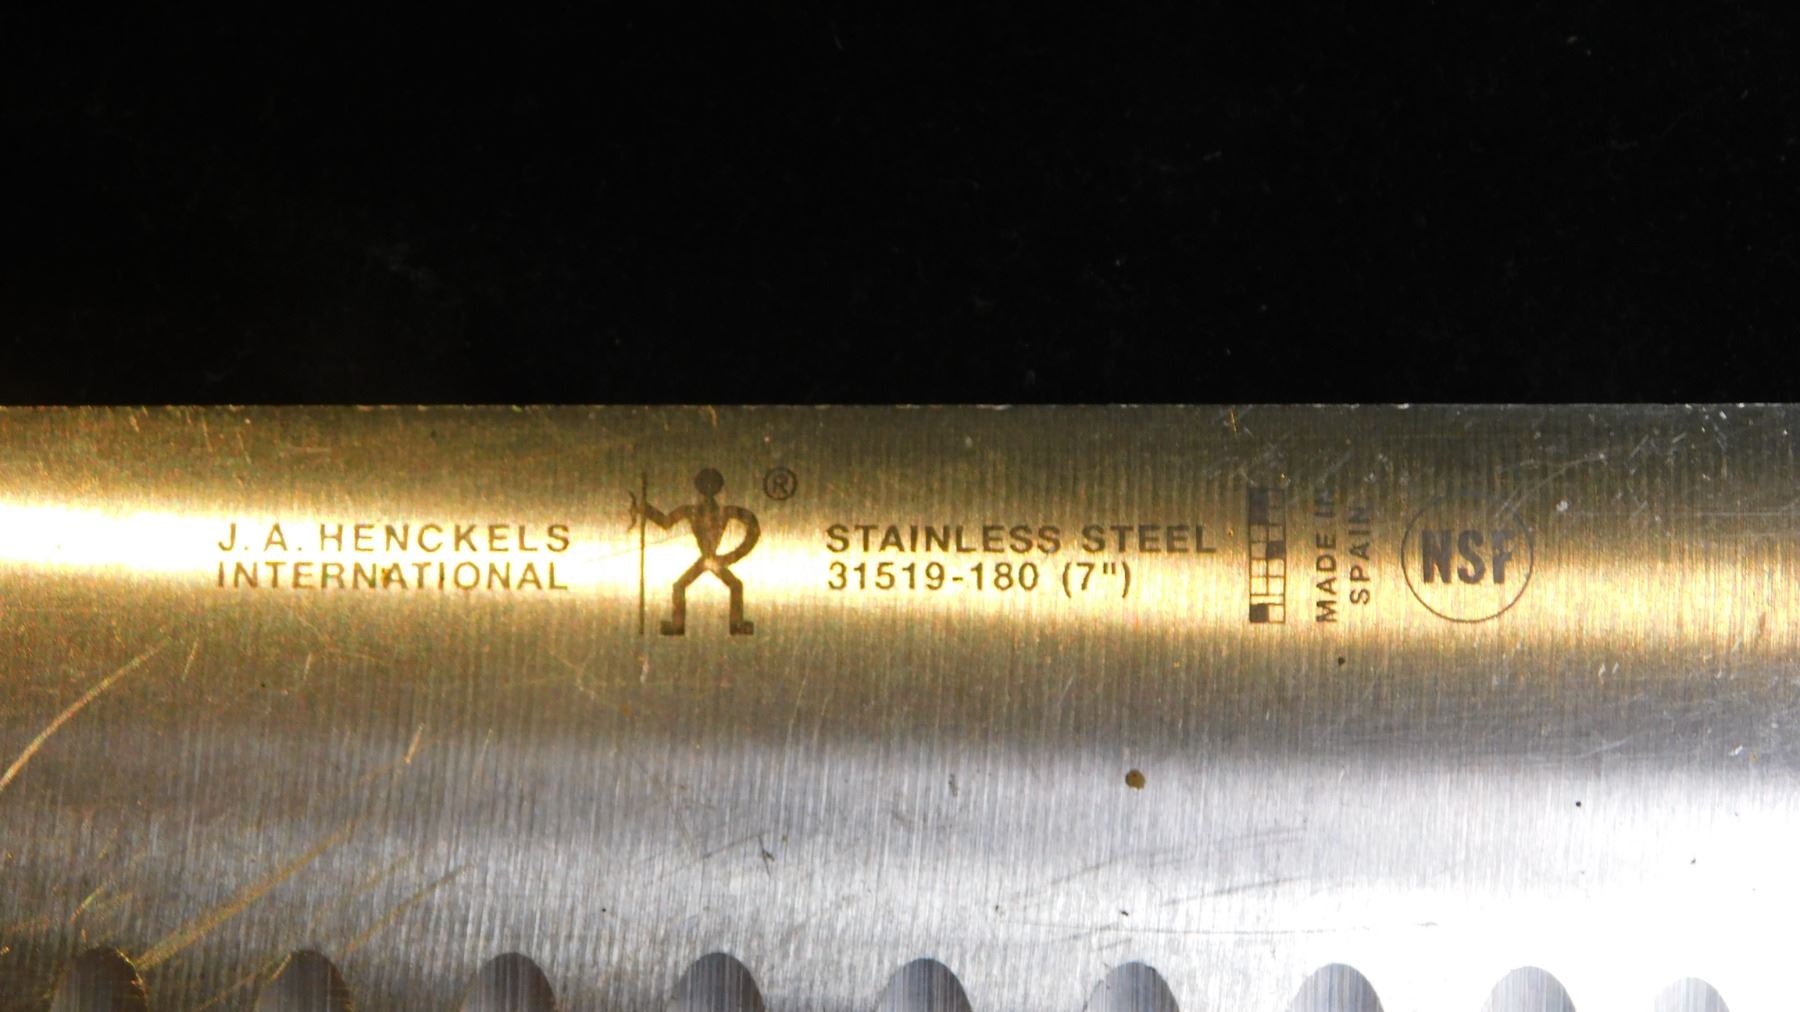 J. A. HENCKELS
INTERNATIONAL
®
STAINLESS STEEL
31519-180 (7")
MADE IN
SPAIN
NSF